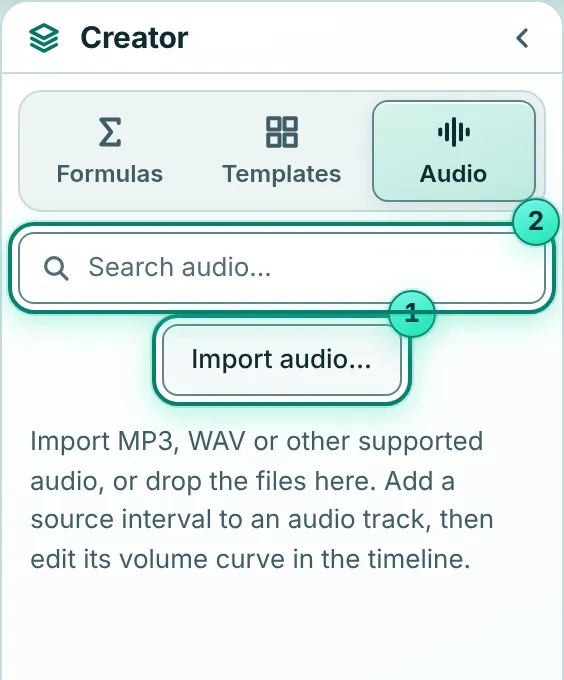 Creator
Formulas
Templates
Audio
2
Search audio...
1
Import audio...
Import MP3, WAV or other supported
audio, or drop the files here. Add a
source interval to an audio track, then
edit its volume curve in the timeline.